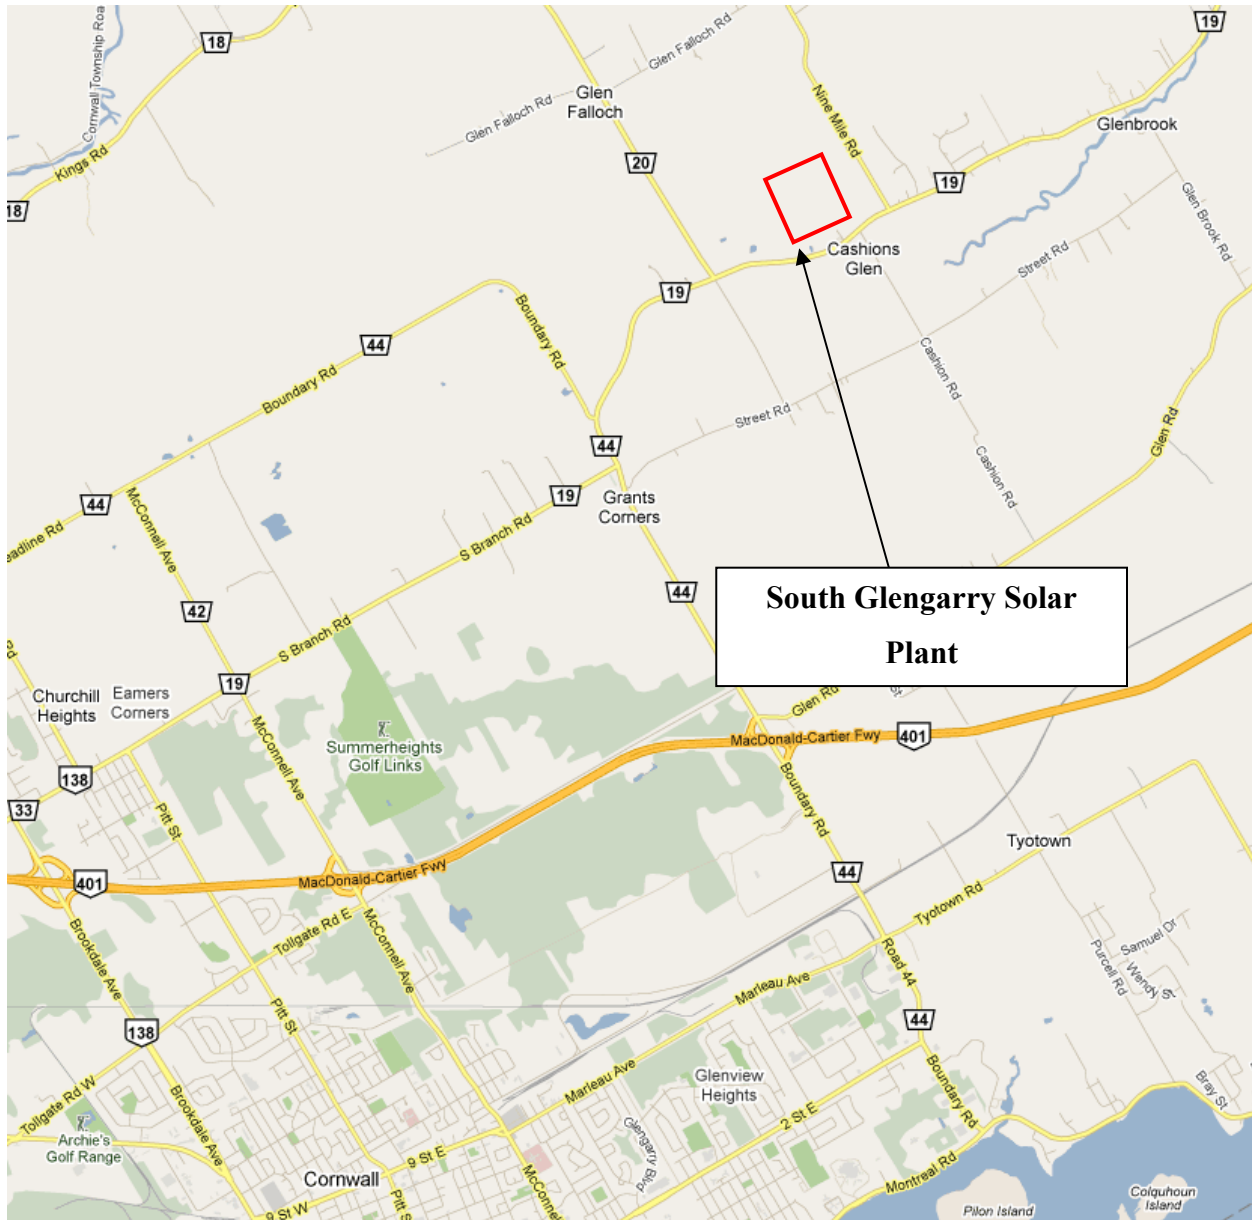 19
18
Cornwall Township Roa
Glen Falloch Rd
Glen
Falloch
Glen Falloch Rd
Nine Mile Rd
Glenbrook
Kings Rd
20
19
18
Glen Brook Rd
Cashions
Glen
Street Rd
19
Boundary Rd
44
Boundary Rd
Cashion Rd
Street Rd
Glen Rd
44
Cashion Rd
44
McConnell Ave
19
Grants
Corners
eadline Rd
S Branch Rd
44
42
South Glengarry Solar
Plant
S Branch Rd
Rd
19
Churchill
Heights
Eamers
Corners
Glen Rd
Summerheights
Golf Links
McConnell Ave
MacDonald-Cartier Fwy
401
138
33
Pitt St
Boundary Rd
Tyotown
401
MacDonald-Cartier Fwy
44
Tyotown Rd
Tollgate Rd E
McConnell Ave
Brookdale Ave
Samuel Dr
Purcell Rd
Wendy St
Road 44
Marleau Ave
Pitt St
138
44
Marleau Ave
Glenview
Heights
Tollgate Rd W
Brookdale Ave
Boundary Rd
Bray St
2 St E
Archie's
Golf Range
Glengarry Blvd
9 St E
Cornwall
Montreal Rd
McConnel
Pitt S
9 St W
Colquhoun
Island
Pilon Island